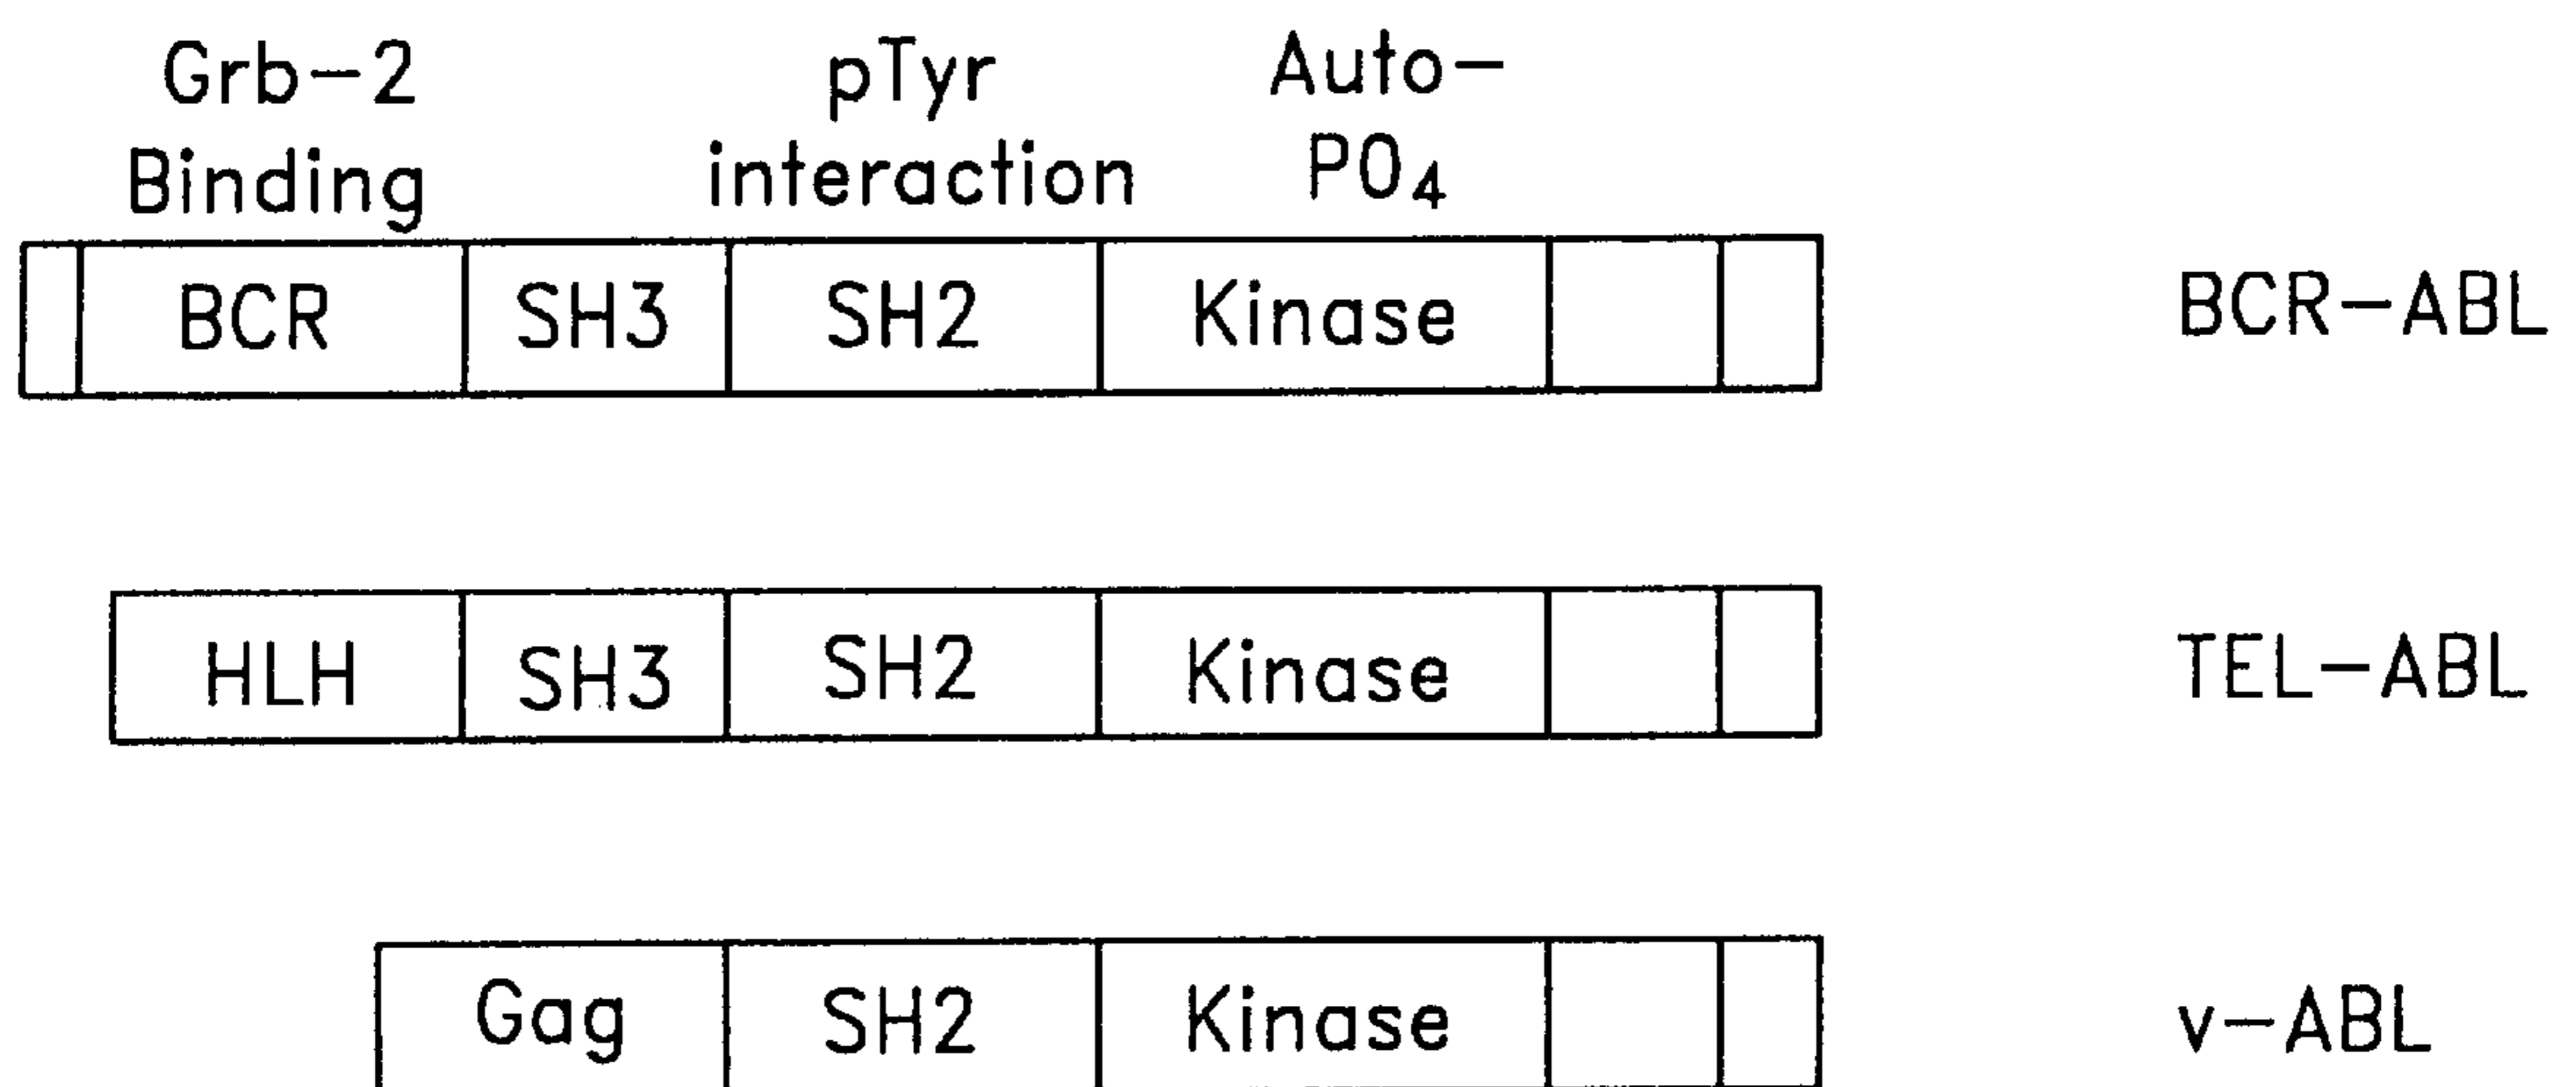 Grb-2 Binding
pTyr interaction
Auto-PO4
BCR SH3 SH2 Kinase BCR-ABL
HLH SH3 SH2 Kinase TEL-ABL
Gag SH2 Kinase v-ABL